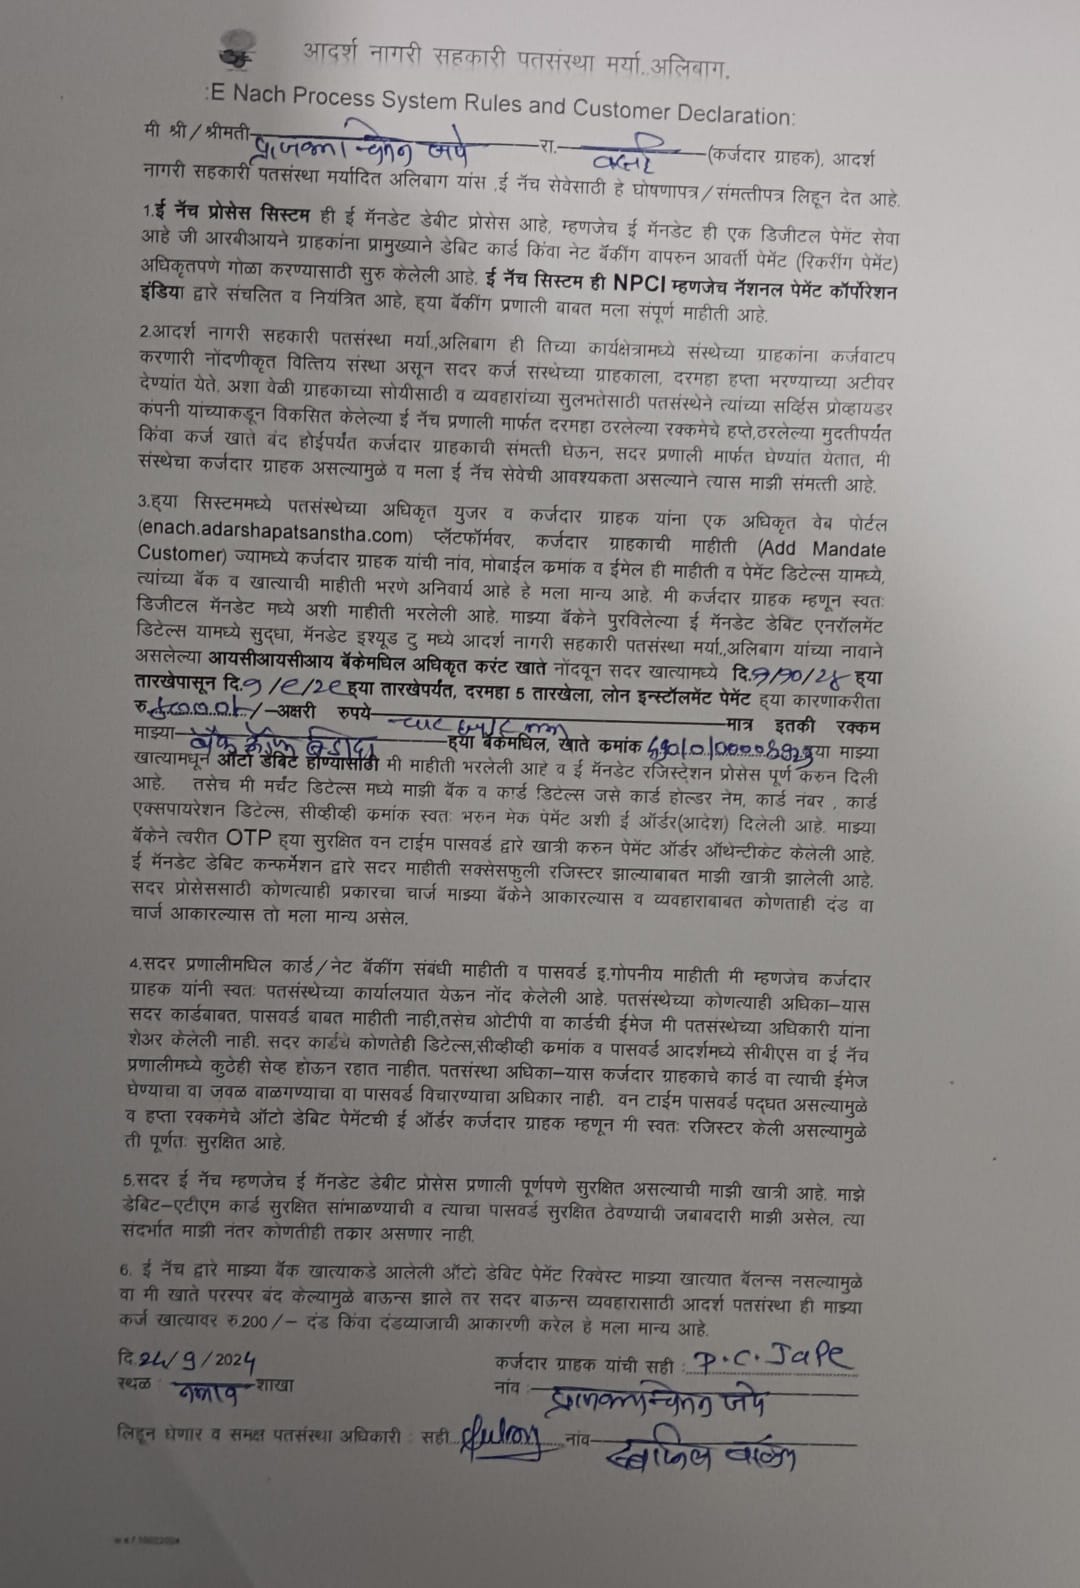 आदर्श नागरी सहकारी पतसंस्था मर्या.,अलिबाग.
:E Nach Process System Rules and Customer Declaration:
मी श्री/श्रीमती प्राजक्ता चेतन जपे रा. (कर्जदार ग्राहक), आदर्श
नागरी सहकारी पतसंस्था मर्यादित अलिबाग यांस ,ई नॅच सेवेसाठी हे घोषणापत्र/संमत्तीपत्र लिहून देत आहे.
1.ई नॅच प्रोसेस सिस्टम ही ई मॅनडेट डेबीट प्रोसेस आहे, म्हणजेच ई मॅनडेट ही एक डिजीटल पेमेंट सेवा
आहे जी आरबीआयने ग्राहकांना प्रामुख्याने डेबिट कार्ड किंवा नेट बॅकींग वापरुन आवर्ती पेमेंट (रिकरींग पेमेंट)
अधिकृतपणे गोळा करण्यासाठी सुरु केलेली आहे. ई नॅच सिस्टम ही NPCI म्हणजेच नॅशनल पेमेंट कॉर्पोरेशन
इंडिया द्वारे संचलित व नियंत्रित आहे, ह्या बॅकींग प्रणाली बाबत मला संपूर्ण माहीती आहे.
2.आदर्श नागरी सहकारी पतसंस्था मर्या.,अलिबाग ही तिच्या कार्यक्षेत्रामध्ये संस्थेच्या ग्राहकांना कर्जवाटप
करणारी नोंदणीकृत वित्तिय संस्था असून सदर कर्ज संस्थेच्या ग्राहकाला, दरमहा हप्ता भरण्याच्या अटीवर
देण्यांत येते. अशा वेळी ग्राहकाच्या सोयीसाठी व व्यवहारांच्या सुलभतेसाठी पतसंस्थेने त्यांच्या सर्व्हिस प्रोव्हायडर
कंपनी यांच्याकडून विकसित केलेल्या ई नॅच प्रणाली मार्फत दरमहा ठरलेल्या रक्कमेचे हप्ते,ठरलेल्या मुदतीपर्यंत
किंवा कर्ज खाते बंद होईपर्यंत कर्जदार ग्राहकाची संमत्ती घेऊन, सदर प्रणाली मार्फत घेण्यांत येतात, मी
संस्थेचा कर्जदार ग्राहक असल्यामुळे व मला ई नॅच सेवेची आवश्यकता असल्याने त्यास माझी संमत्ती आहे.
3.ह्या सिस्टममध्ये पतसंस्थेच्या अधिकृत युजर व कर्जदार ग्राहक यांना एक अधिकृत वेब पोर्टल
(enach.adarshapatsanstha.com) प्लॅटफॉर्मवर, कर्जदार ग्राहकाची माहीती (Add Mandate
Customer) ज्यामध्ये कर्जदार ग्राहक यांची नांव, मोबाईल कमांक व ईमेल ही माहीती व पेमेंट डिटेल्स यामध्ये,
त्यांच्या बॅक व खात्याची माहीती भरणे अनिवार्य आहे हे मला मान्य आहे. मी कर्जदार ग्राहक म्हणून स्वतः
डिजीटल मॅनडेट मध्ये अशी माहीती भरलेली आहे. माझ्या बॅकेने पुरविलेल्या ई मॅनडेट डेबिट एनरॉलमेंट
डिटेल्स यामध्ये सुद्धा, मॅनडेट इश्यूड टु मध्ये आदर्श नागरी सहकारी पतसंस्था मर्या.,अलिबाग यांच्या नावाने
असलेल्या आयसीआयसीआय बॅकेमधिल अधिकृत करंट खाते नोंदवून सदर खात्यामध्ये दि.9/10/24 ह्या
तारखेपासून दि.9/८/२८ ह्या तारखेपर्यंत, दरमहा 5 तारखेला, लोन इन्स्टॉलमेंट पेमेंट ह्या कारणाकरीता
रु. /-अक्षरी रुपये मात्र इतकी रक्कम
माझ्या बँक ऑफ बडोदा ह्या बॅकेमधिल, खाते कमांक ह्या माझ्या
खात्यामधून ऑटो डेबिट होण्यासाठी मी माहीती भरलेली आहे व ई मॅनडेट रजिस्ट्रेशन प्रोसेस पूर्ण करुन दिली
आहे. तसेच मी मर्चंट डिटेल्स मध्ये माझी बॅक व कार्ड डिटेल्स जसे कार्ड होल्डर नेम, कार्ड नंबर , कार्ड
एक्सपायरेशन डिटेल्स, सीव्हीव्ही कमांक स्वतः भरुन मेक पेमेंट अशी ई ऑर्डर(आदेश) दिलेली आहे. माझ्या
बॅकेने त्वरीत OTP ह्या सुरक्षित वन टाईम पासवर्ड द्वारे खात्री करुन पेमेंट ऑर्डर ऑथेन्टीकेट केलेली आहे.
ई मॅनडेट डेबिट कन्फर्मेशन द्वारे सदर माहीती सक्सेसफुली रजिस्टर झाल्याबाबत माझी खात्री झालेली आहे.
सदर प्रोसेससाठी कोणत्याही प्रकारचा चार्ज माझ्या बॅकेने आकारल्यास व व्यवहाराबाबत कोणताही दंड वा
चार्ज आकारल्यास तो मला मान्य असेल.
4.सदर प्रणालीमधिल कार्ड/नेट बॅकींग संबंधी माहीती व पासवर्ड इ.गोपनीय माहीती मी म्हणजेच कर्जदार
ग्राहक यांनी स्वतः पतसंस्थेच्या कार्यालयात येऊन नोंद केलेली आहे. पतसंस्थेच्या कोणत्याही अधिका-यास
सदर कार्डबाबत, पासवर्ड बाबत माहीती नाही,तसेच ओटीपी वा कार्डची ईमेज मी पतसंस्थेच्या अधिकारी यांना
शेअर केलेली नाही. सदर कार्डचे कोणतेही डिटेल्स,सीव्हीव्ही कमांक व पासवर्ड आदर्शमध्ये सीबीएस वा ई नॅच
प्रणालीमध्ये कुठेही सेव्ह होऊन रहात नाहीत. पतसंस्था अधिका-यास कर्जदार ग्राहकाचे कार्ड वा त्याची ईमेज
घेण्याचा वा जवळ बाळगण्याचा वा पासवर्ड विचारण्याचा अधिकार नाही. वन टाईम पासवर्ड पद्घत असल्यामुळे
व हप्ता रक्कमेचे ऑटो डेबिट पेमेंटची ई ऑर्डर कर्जदार ग्राहक म्हणून मी स्वतः रजिस्टर केली असल्यामुळे
ती पूर्णतः सुरक्षित आहे.
5.सदर ई नॅच म्हणजेच ई मॅनडेट डेबीट प्रोसेस प्रणाली पूर्णपणे सुरक्षित असल्याची माझी खात्री आहे. माझे
डेबिट-एटीएम कार्ड सुरक्षित सांभाळण्याची व त्याचा पासवर्ड सुरक्षित ठेवण्याची जबाबदारी माझी असेल. त्या
संदर्भात माझी नंतर कोणतीही तकार असणार नाही.
6. ई नॅच द्वारे माझ्या बॅक खात्याकडे आलेली ऑटो डेबिट पेमेंट रिक्वेस्ट माझ्या खात्यात बॅलन्स नसल्यामुळे
वा मी खाते परस्पर बंद केल्यामुळे बाऊन्स झाले तर सदर बाऊन्स व्यवहारासाठी आदर्श पतसंस्था ही माझ्या
कर्ज खात्यावर रु.200/- दंड किंवा दंडव्याजाची आकारणी करेल हे मला मान्य आहे.
दि.24/9/2024 कर्जदार ग्राहक यांची सही : P.C.Jape
स्थळ : शाखा नांव : प्राजक्ता चेतन जपे
लिहून घेणार व समक्ष पतसंस्था अधिकारी : सही नांव-